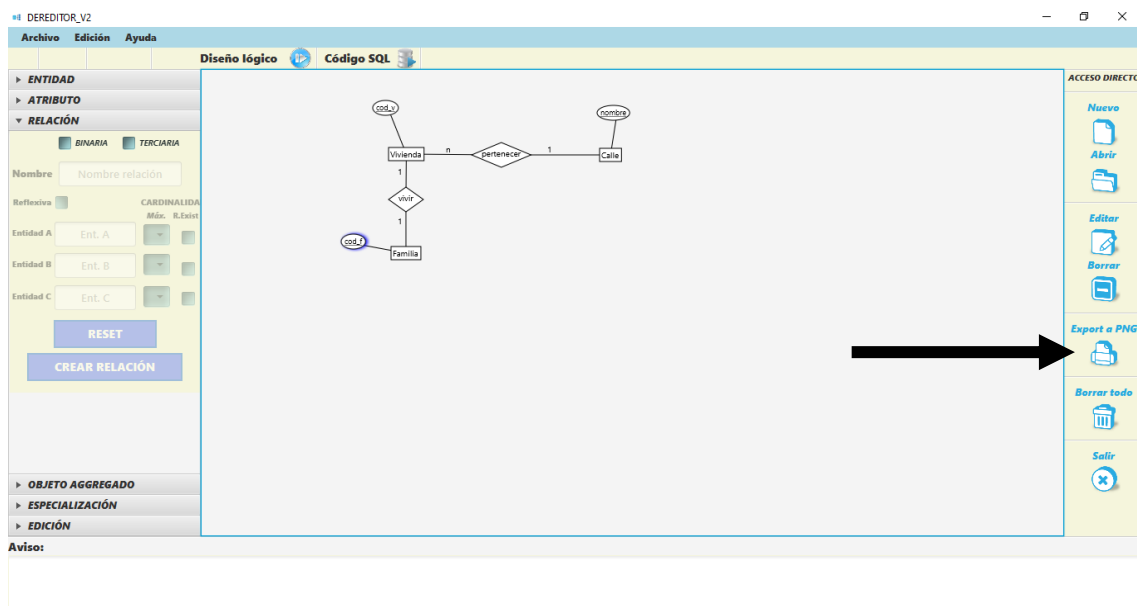 DEREDITOR_V2
Archivo Edición Ayuda
Diseño lógico Código SQL
ENTIDAD
ATRIBUTO
RELACIÓN
BINARIA TERCIARIA
Nombre Nombre relación
Reflexiva CARDINALIDA
Máx. R.Exist
Entidad A Ent. A
Entidad B Ent. B
Entidad C Ent. C
RESET
CREAR RELACIÓN
OBJETO AGGREGADO
ESPECIALIZACIÓN
EDICIÓN
cod_v
nombre
Vivienda n pertenecer 1 Calle
1
vivir
1
cod_f
Familia
ACCESO DIRECTO
Nuevo
Abrir
Editar
Borrar
Export a PNG
Borrar todo
Salir
Aviso: